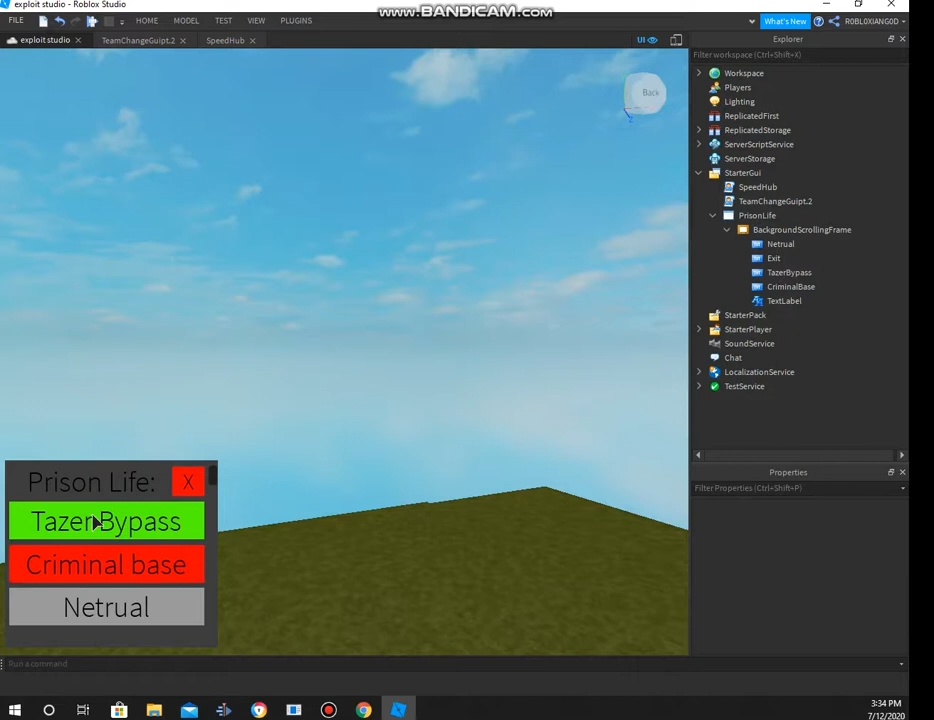 exploit studio - Roblox Studio
www.BANDICAM.com
FILE HOME MODEL TEST VIEW PLUGINS What's New R0BLOXIANG0D
exploit studio TeamChangeGuipt.2 SpeedHub UI
Explorer
Filter workspace (Ctrl+Shift+X)
Workspace
Players
Lighting
ReplicatedFirst
ReplicatedStorage
ServerScriptService
ServerStorage
StarterGui
SpeedHub
TeamChangeGuipt.2
PrisonLife
BackgroundScrollingFrame
Netrual
Exit
TazerBypass
CriminalBase
TextLabel
StarterPack
StarterPlayer
SoundService
Chat
LocalizationService
TestService
Properties
Filter Properties (Ctrl+Shift+P)
Back
Z
Prison Life: X
TazerBypass
Criminal base
Netrual
Run a command
3:34 PM
7/12/2020